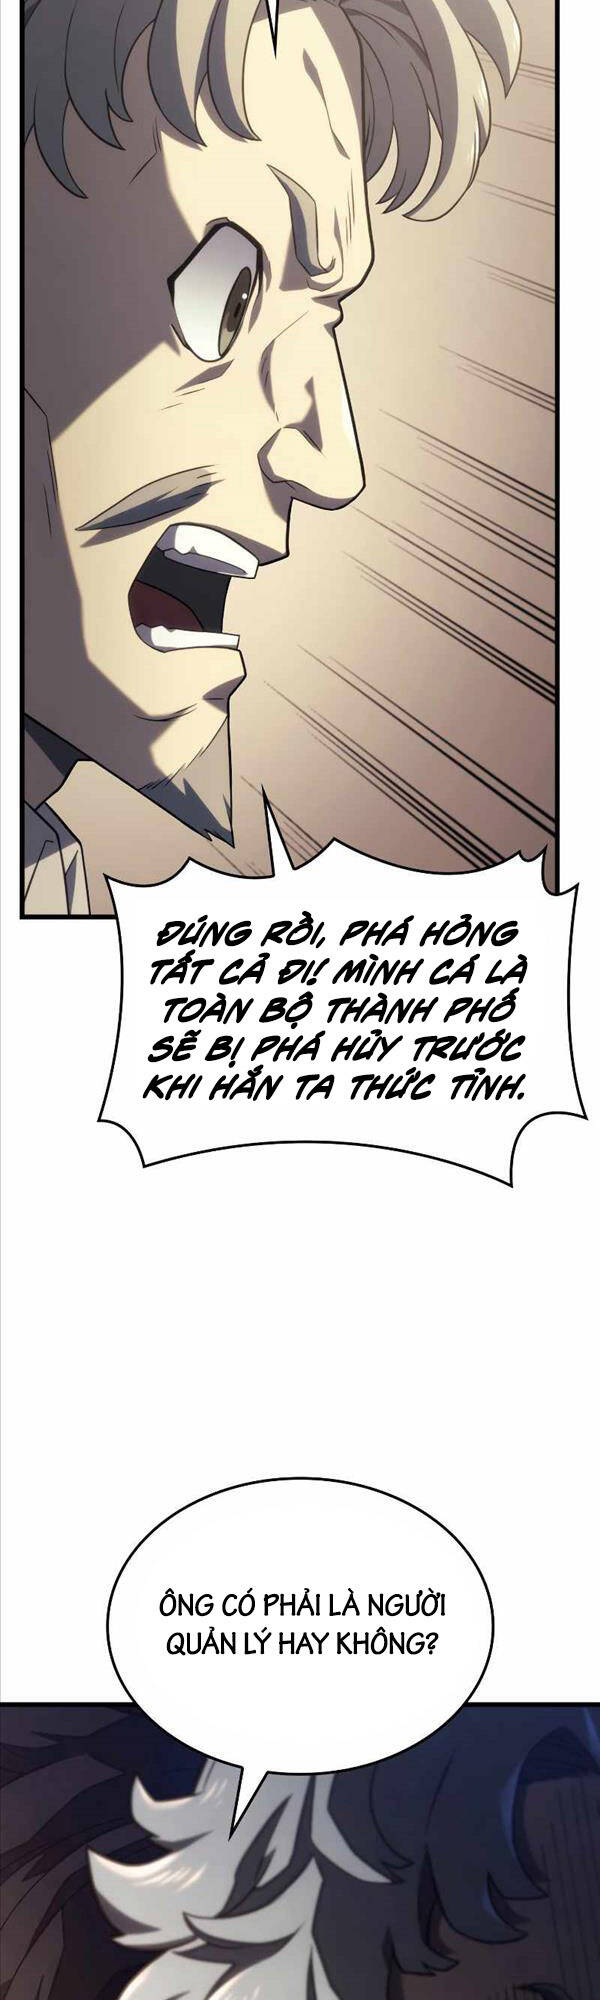 ĐÚNG RỒI, PHÁ HỎNG
TẤT CẢ ĐI! MÌNH CÁ LÀ
TOÀN BỘ THÀNH PHỐ
SẼ BỊ PHÁ HỦY TRƯỚC
KHI HẮN TA THỨC TỈNH.
ÔNG CÓ PHẢI LÀ NGƯỜI
QUẢN LÝ HAY KHÔNG?